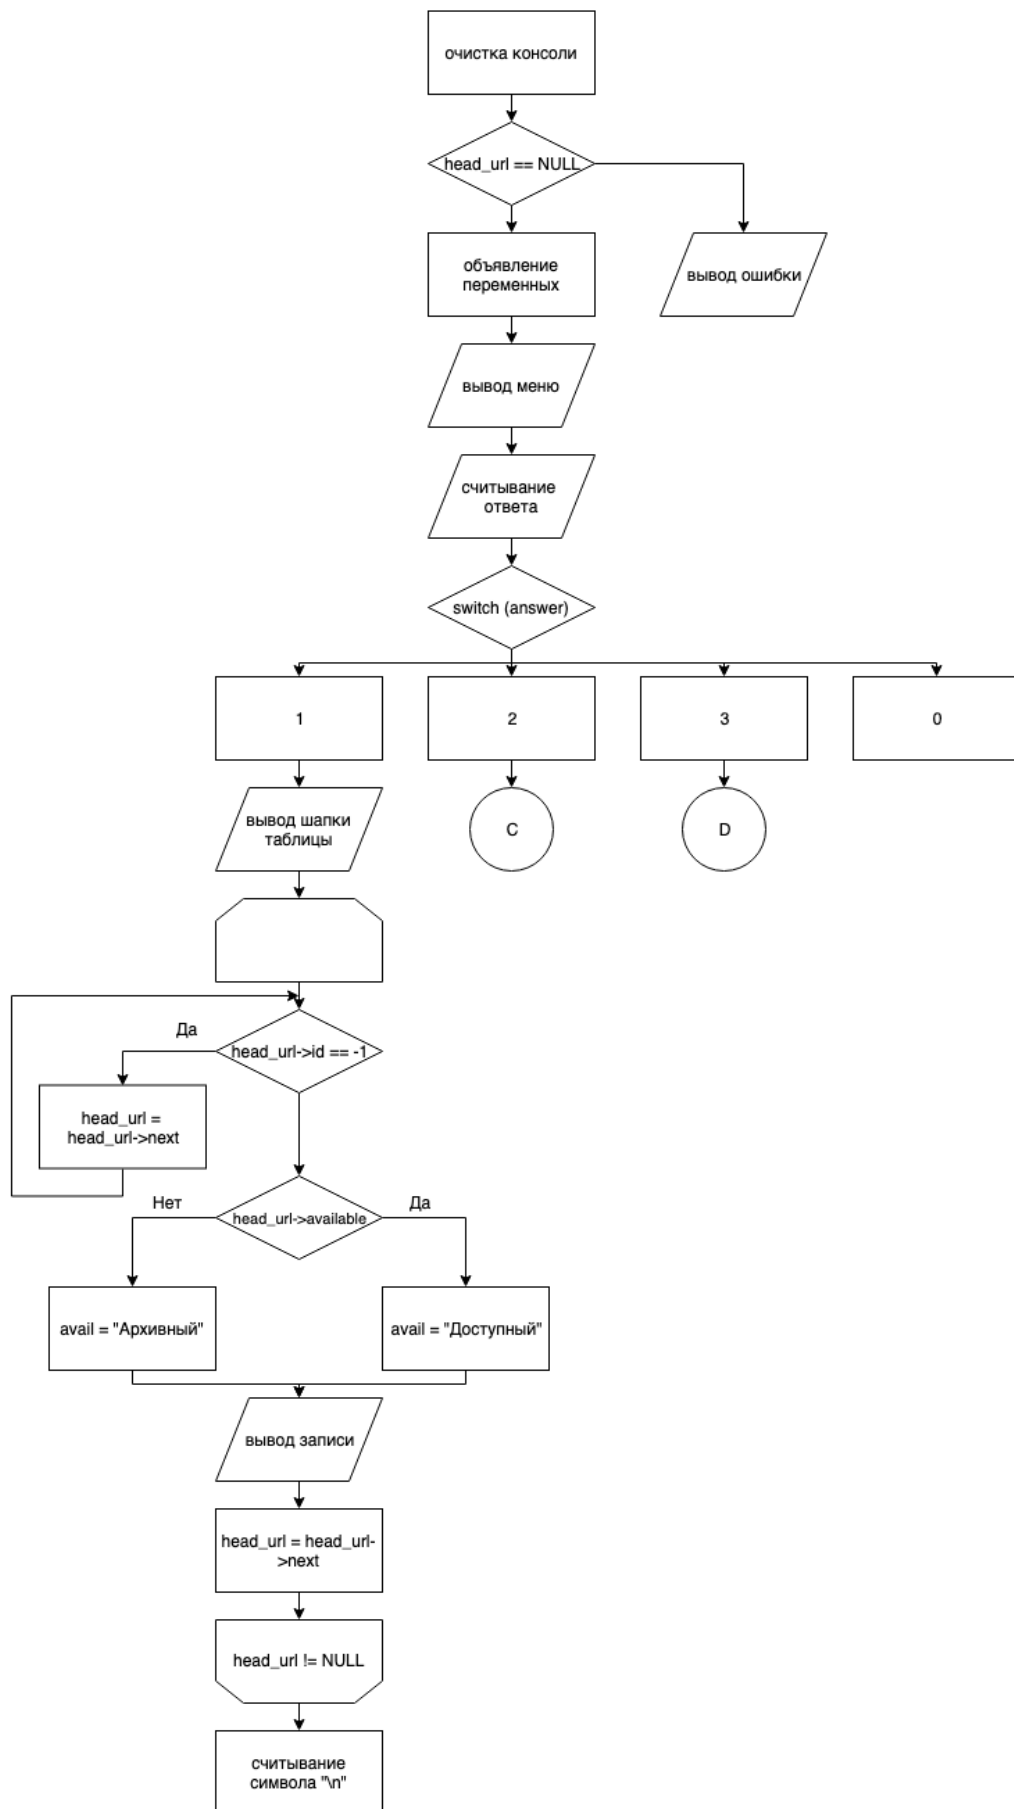 очистка консоли
head_url == NULL
объявление
переменных
вывод ошибки
вывод меню
считывание
ответа
switch (answer)
1
2
3
0
вывод шапки
таблицы
C
D
Да
head_url->id == -1
head_url =
head_url->next
Нет
Да
head_url->available
avail = "Архивный"
avail = "Доступный"
вывод записи
head_url = head_url-
>next
head_url != NULL
считывание
символа "\n"